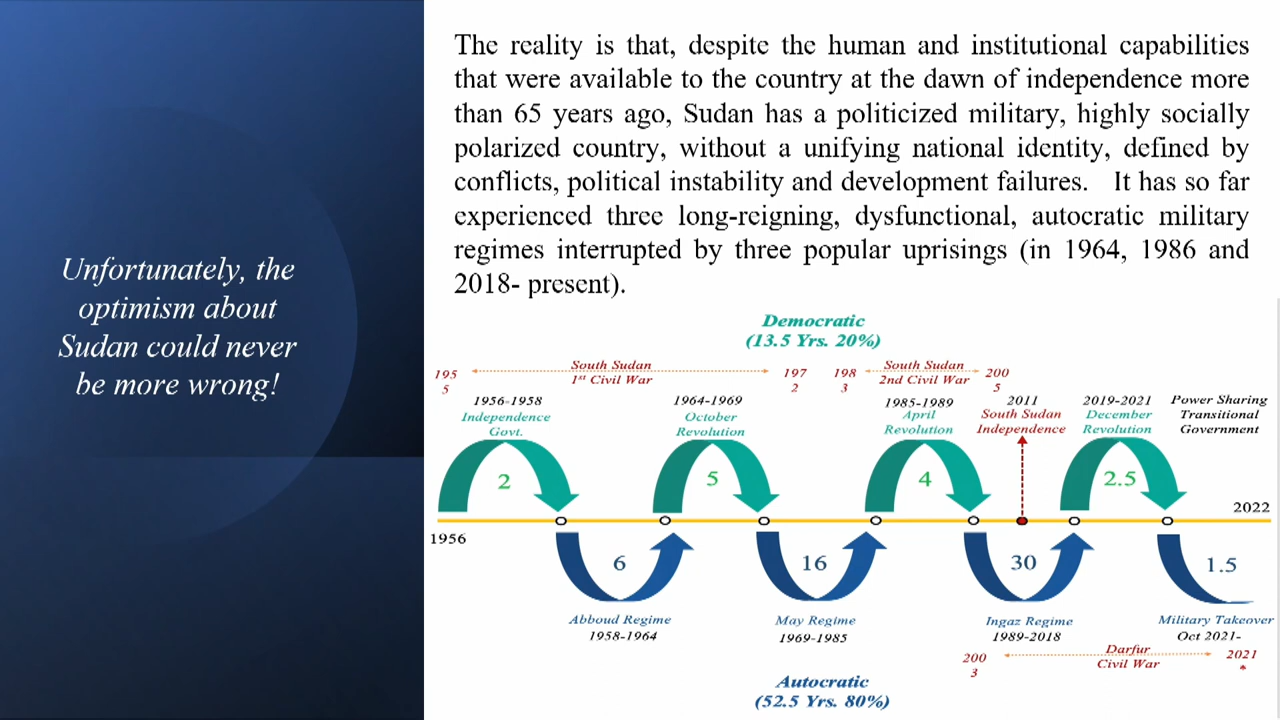 Unfortunately, the
optimism about
Sudan could never
be more wrong!
The reality is that, despite the human and institutional capabilities
that were available to the country at the dawn of independence more
than 65 years ago, Sudan has a politicized military, highly socially
polarized country, without a unifying national identity, defined by
conflicts, political instability and development failures. It has so far
experienced three long-reigning, dysfunctional, autocratic military
regimes interrupted by three popular uprisings (in 1964, 1986 and
2018- present).
Democratic
(13.5 Yrs. 20%)
195
5
South Sudan
1st Civil War
197
2
198
3
South Sudan
2nd Civil War
200
5
1956-1958
Independence
Govt.
1964-1969
October
Revolution
1985-1989
April
Revolution
2011
South Sudan
Independence
2019-2021
December
Revolution
Power Sharing
Transitional
Government
2
5
4
2.5
1956
2022
6
16
30
1.5
Abboud Regime
1958-1964
May Regime
1969-1985
Ingaz Regime
1989-2018
Military Takeover
Oct 2021-
200
3
Darfur
Civil War
2021
*
Autocratic
(52.5 Yrs. 80%)